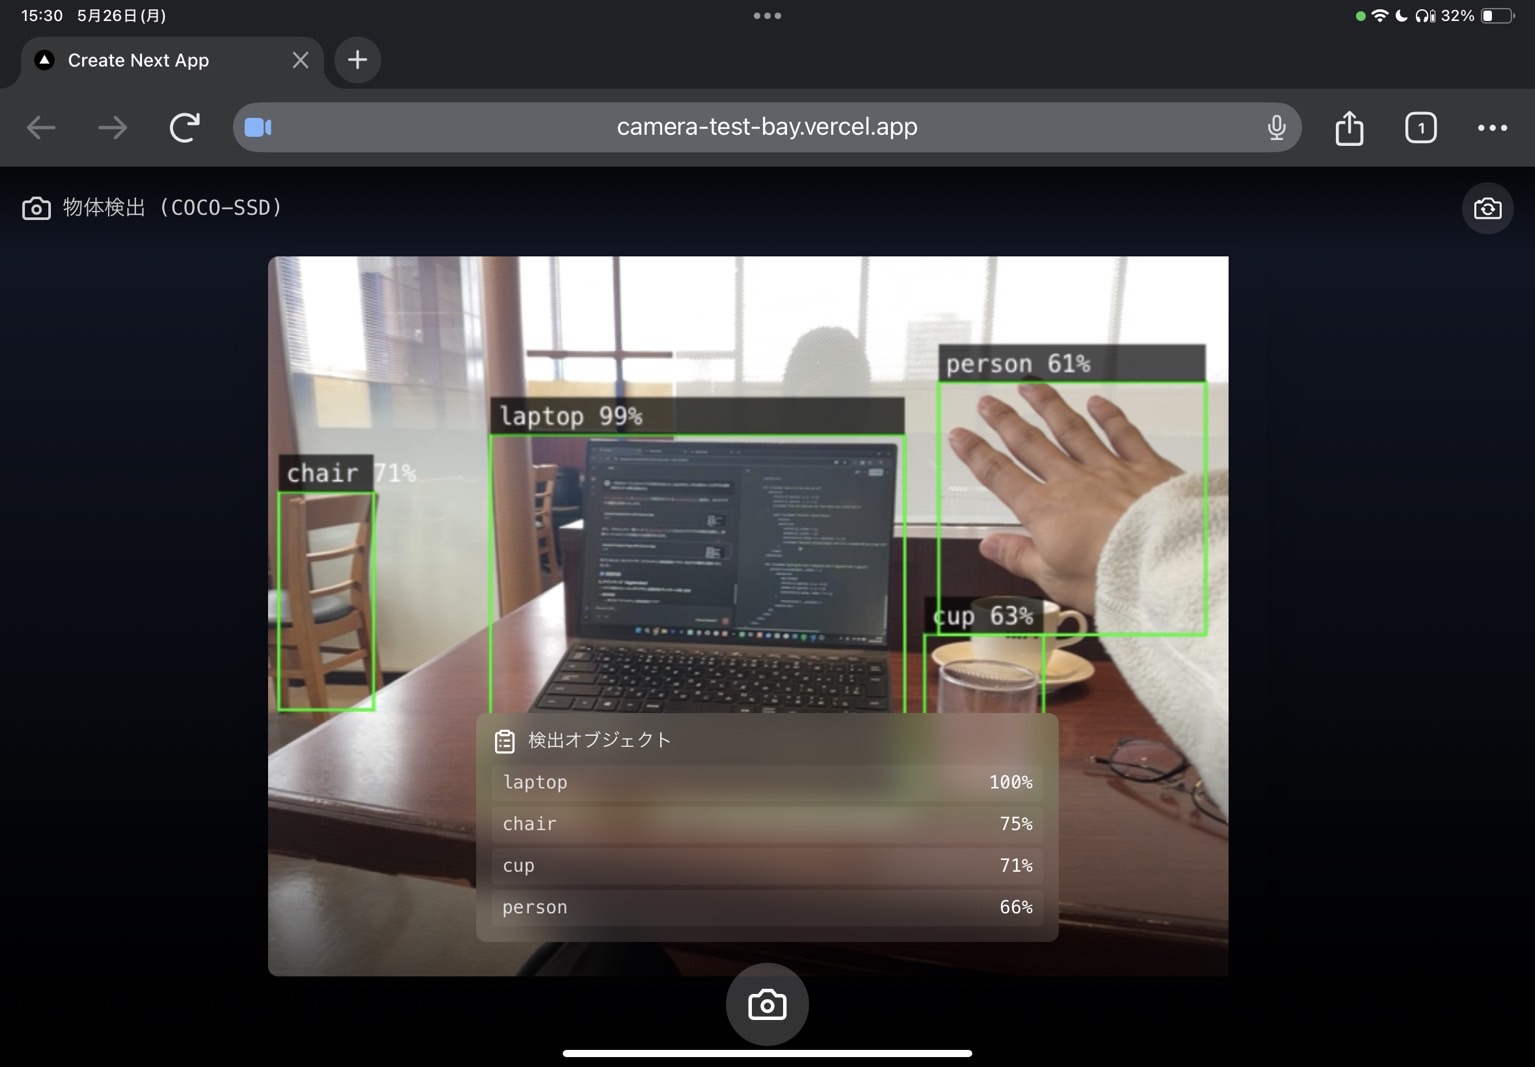 15:30 5月26日(月)
32%
Create Next App
camera-test-bay.vercel.app
1
物体検出 (COCO-SSD)
person 61%
laptop 99%
chair 71%
cup 63%
検出オブジェクト
laptop 100%
chair 75%
cup 71%
person 66%